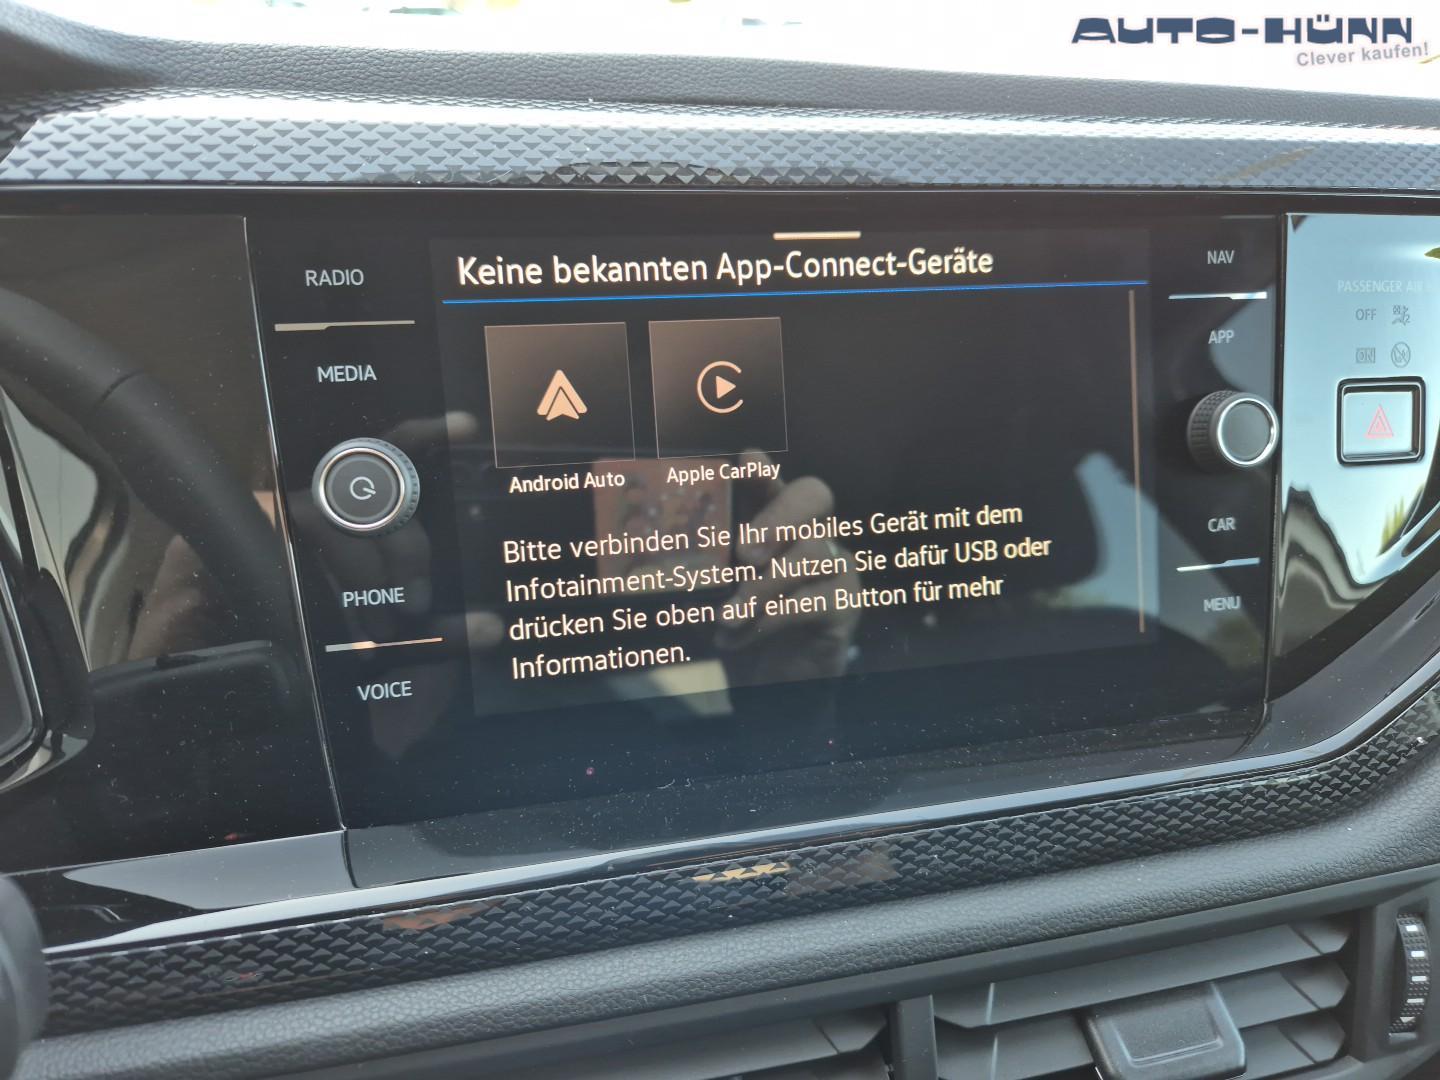 AUTO-HÜNN
Clever kaufen!
RADIO
MEDIA
PHONE
VOICE
Keine bekannten App-Connect-Geräte
Android Auto
Apple CarPlay
Bitte verbinden Sie Ihr mobiles Gerät mit dem
Infotainment-System. Nutzen Sie dafür USB oder
drücken Sie oben auf einen Button für mehr
Informationen.
NAV
APP
CAR
MENU
PASSENGER AIR
OFF
ON